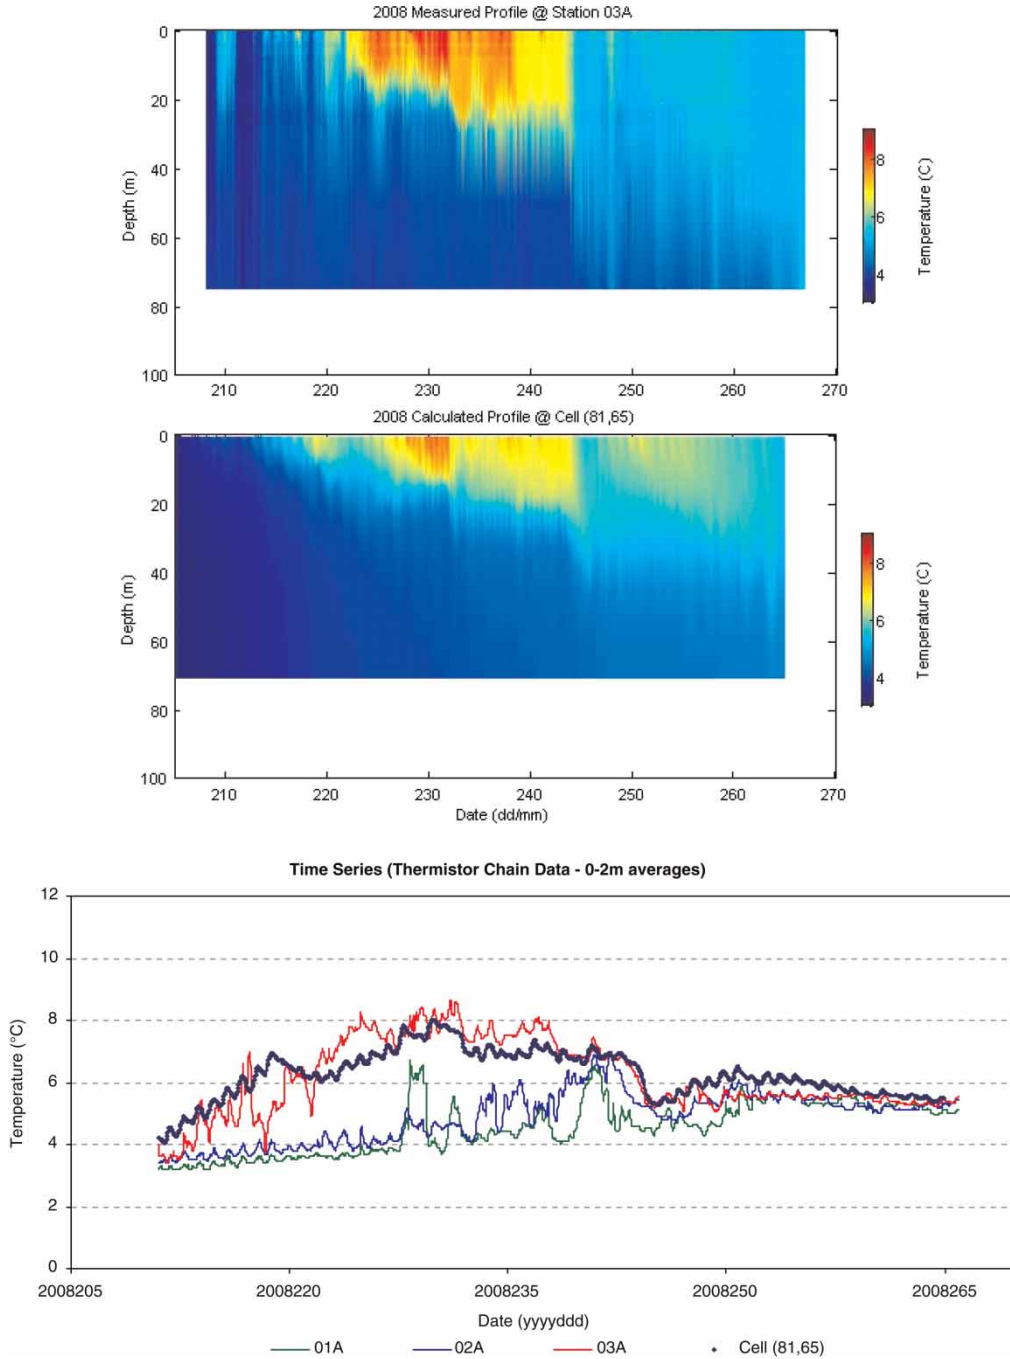 2008 Measured Profile @ Station 03A
0
20
40
60
80
100
Depth (m)
210 220 230 240 250 260 270
8
6
4
Temperature (C)
2008 Calculated Profile @ Cell (81,65)
0
20
40
60
80
100
Depth (m)
210 220 230 240 250 260 270
Date (dd/mm)
8
6
4
Temperature (C)
Time Series (Thermistor Chain Data - 0-2m averages)
12
10
8
6
4
2
0
Temperature (°C)
2008205 2008220 2008235 2008250 2008265
Date (yyyyddd)
01A 02A 03A Cell (81,65)